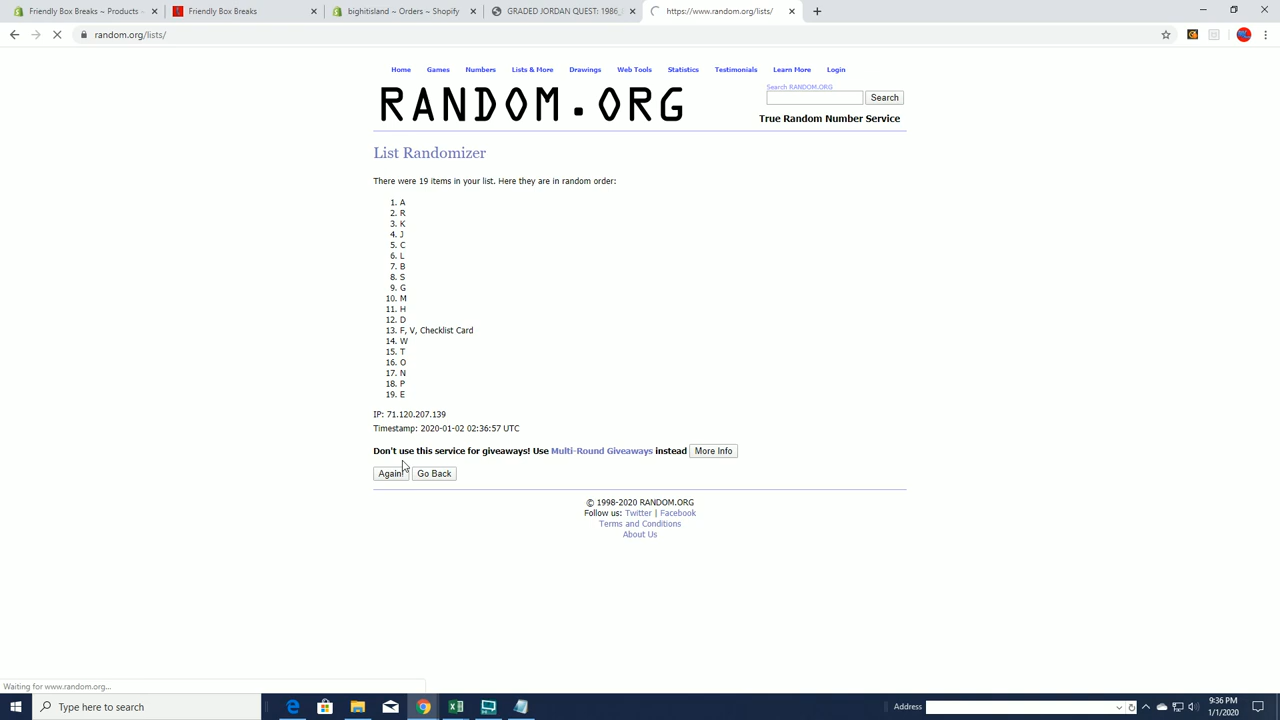 Friendly Box Breaks ~ Products ~
Friendly Box Breaks
bighitisland ~ Orders ~ Shopify
GRADED JORDAN QUEST: 1986_
https://www.random.org/lists/
random.org/lists/
Home Games Numbers Lists & More Drawings Web Tools Statistics Testimonials Learn More Login
RANDOM.ORG
Search RANDOM.ORG
Search
True Random Number Service
List Randomizer
There were 19 items in your list. Here they are in random order:
1. A
2. R
3. K
4. J
5. C
6. L
7. B
8. S
9. G
10. M
11. H
12. D
13. F, V, Checklist Card
14. W
15. T
16. O
17. N
18. P
19. E
IP: 71.120.207.139
Timestamp: 2020-01-02 02:36:57 UTC
Don't use this service for giveaways! Use Multi-Round Giveaways instead More Info
Again! Go Back
© 1998-2020 RANDOM.ORG
Follow us: Twitter | Facebook
Terms and Conditions
About Us
Waiting for www.random.org...
Type here to search
Address
9:36 PM
1/1/2020